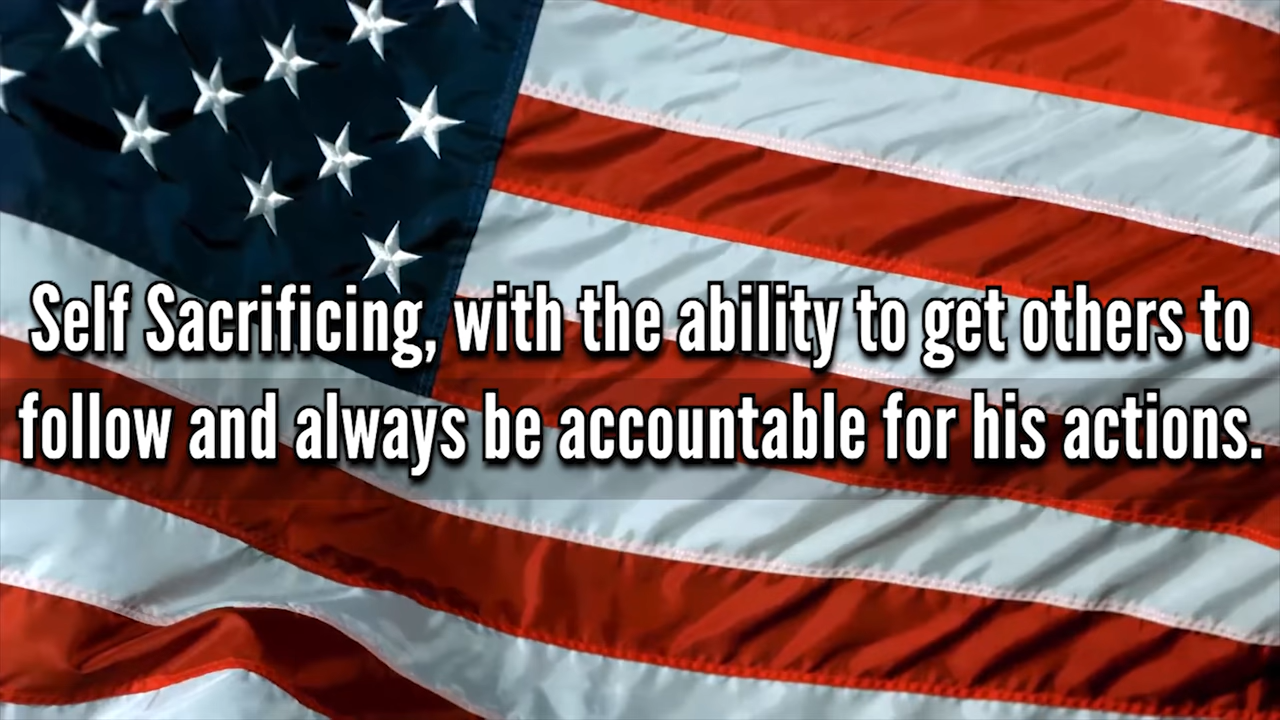 Self Sacrificing, with the ability to get others to
follow and always be accountable for his actions.